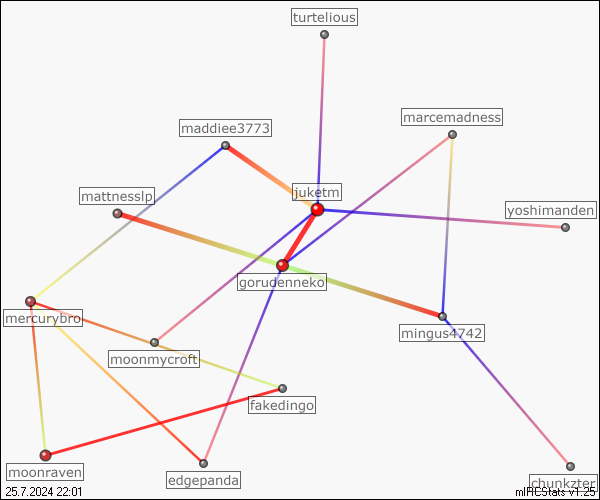 turtelious
marcemadness
maddiee3773
juketm
mattnesslp
yoshimanden
gorudenneko
mercurybro
mingus4742
moonmycroft
fakedingo
moonraven
edgepanda
chunkzter
25.7.2024 22:01
mIRCStats v1.25